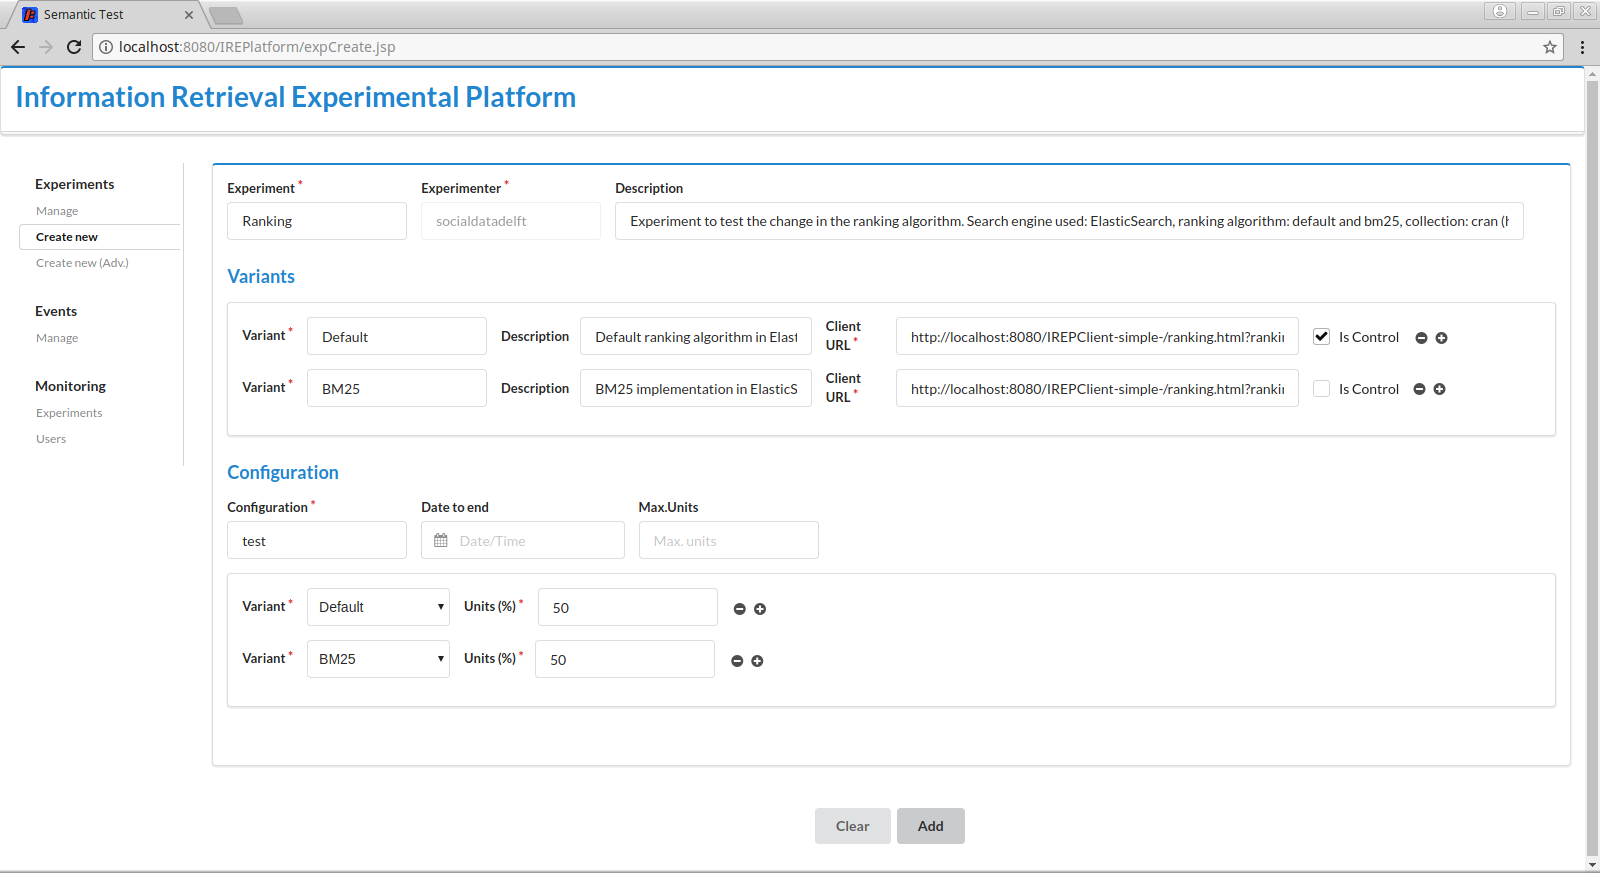 Semantic Test
localhost:8080/IREPlatform/expCreate.jsp
Information Retrieval Experimental Platform
Experiments
Manage
Create new
Create new (Adv.)
Events
Manage
Monitoring
Experiments
Users
Experiment * Experimenter * Description
Ranking socialdatadelft Experiment to test the change in the ranking algorithm. Search engine used: ElasticSearch, ranking algorithm: default and bm25, collection: cran (h
Variants
Variant * Default Description Default ranking algorithm in Elast Client URL * http://localhost:8080/IREPClient-simple-/ranking.html?rankin Is Control
Variant * BM25 Description BM25 implementation in ElasticS Client URL * http://localhost:8080/IREPClient-simple-/ranking.html?rankin Is Control
Configuration
Configuration * Date to end Max.Units
test Date/Time Max. units
Variant * Default Units (%) * 50
Variant * BM25 Units (%) * 50
Clear Add